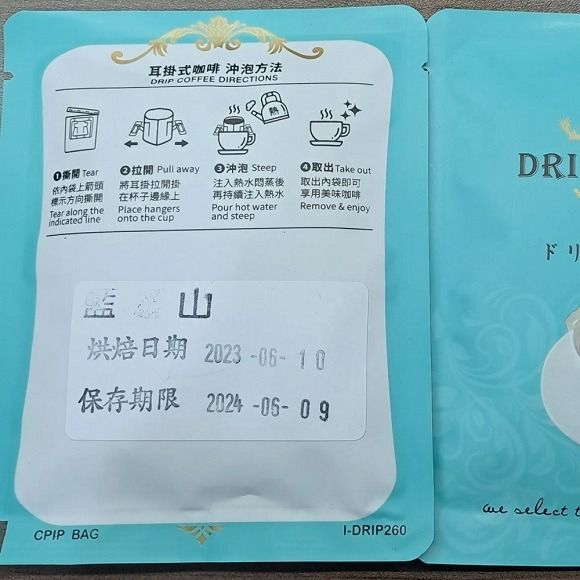 耳掛式咖啡 沖泡方法
DRIP COFFEE DIRECTIONS
熱
❶撕開 Tear
依內袋上箭頭
標示方向撕開
Tear along the
indicated line
❷拉開 Pull away
將耳掛拉開掛
在杯子邊緣上
Place hangers
onto the cup
❸沖泡 Steep
注入熱水悶蒸後
再持續注入熱水
Pour hot water
and steep
❹取出 Take out
取出內袋即可
享用美味咖啡
Remove & enjoy
藍 山
烘焙日期 2023-06-10
保存期限 2024-06-09
CPIP BAG
I-DRIP260
DRI
ドリ
we select t